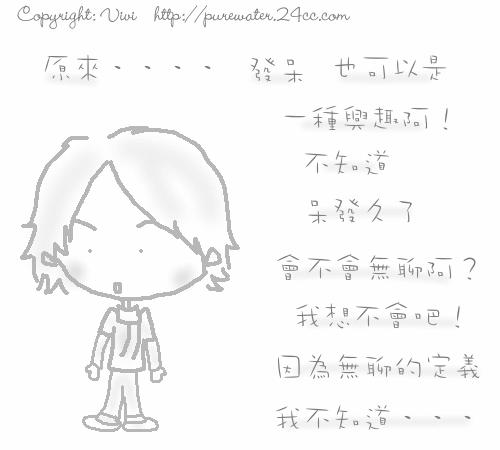 Copyright: Vivi http://purewater.24cc.com
原來・・・・ 發呆 也可以是
一種興趣阿!
不知道
呆發久了
會不會無聊阿?
我想不會吧!
因為無聊的定義
我不知道・・・